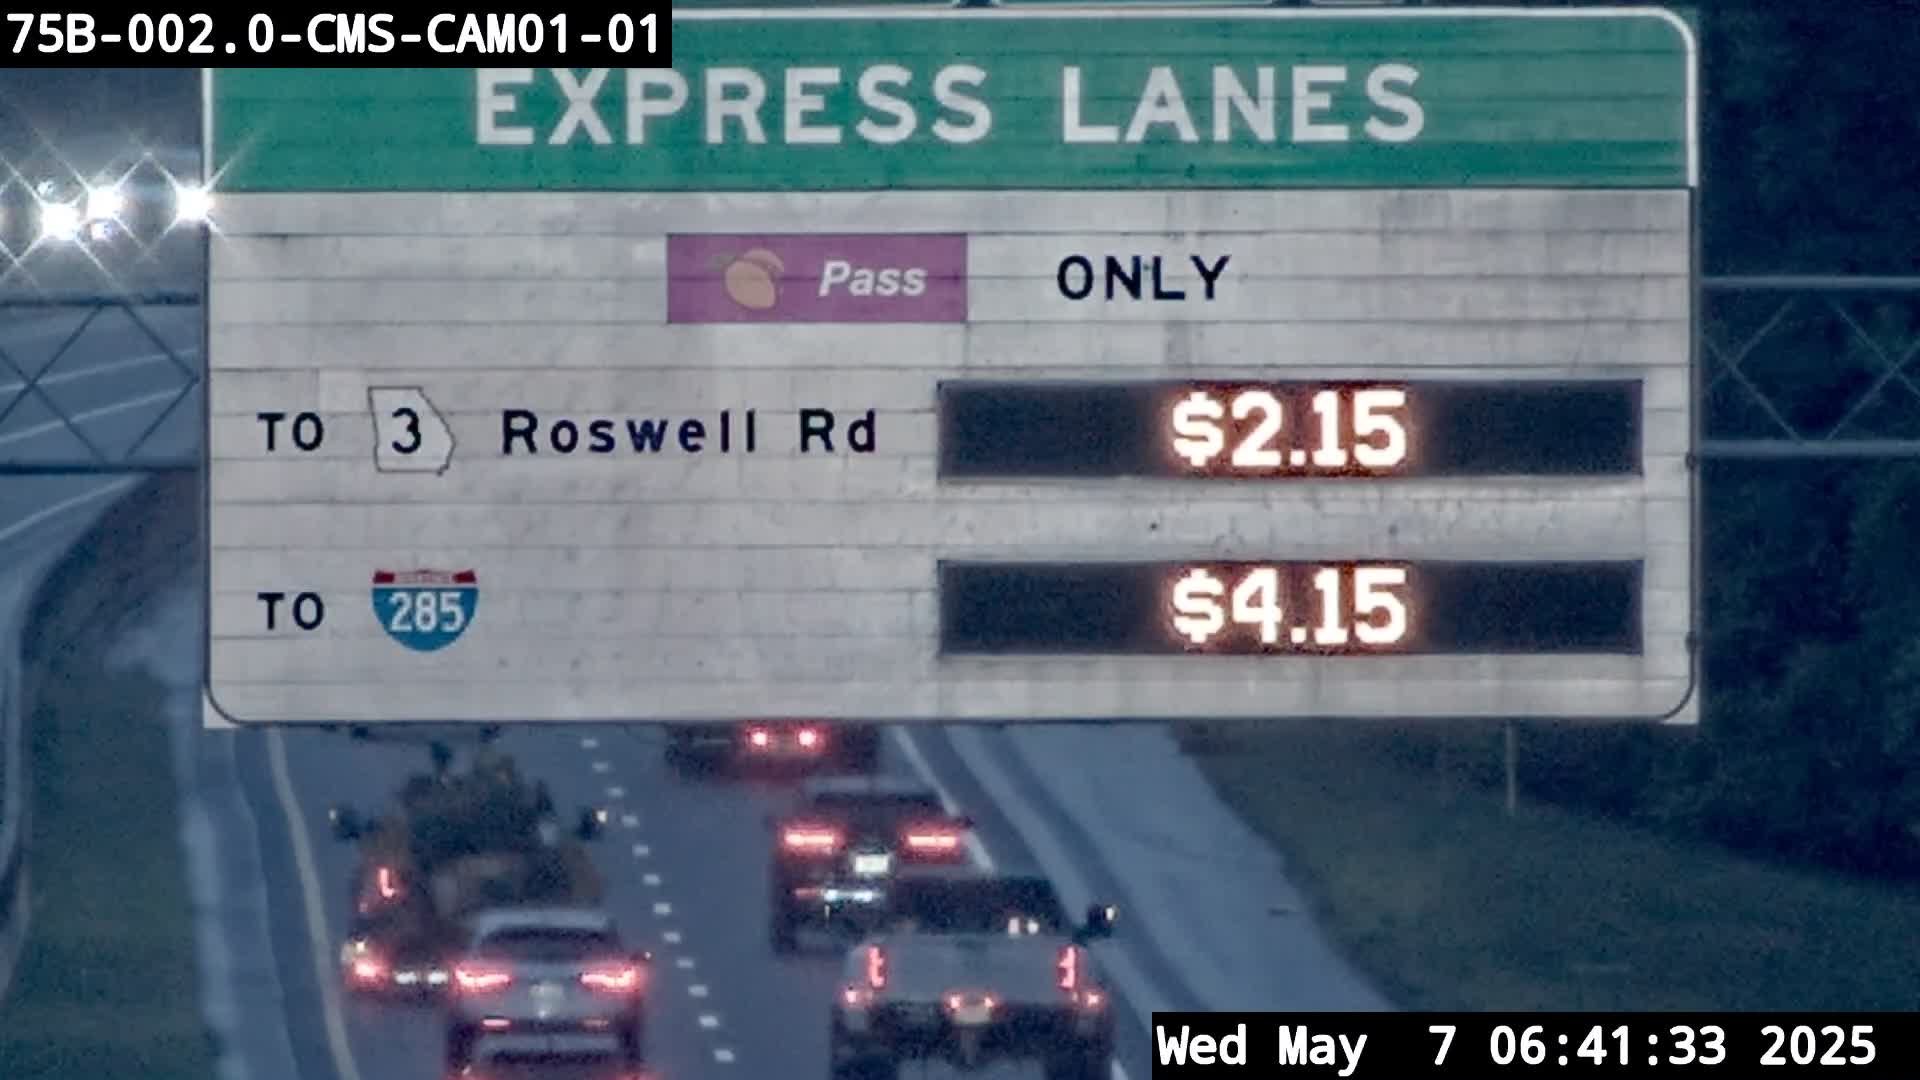 75B-002.0-CMS-CAM01-01
EXPRESS LANES
Pass ONLY
TO 3 Roswell Rd $2.15
TO 285 $4.15
Wed May 7 06:41:33 2025